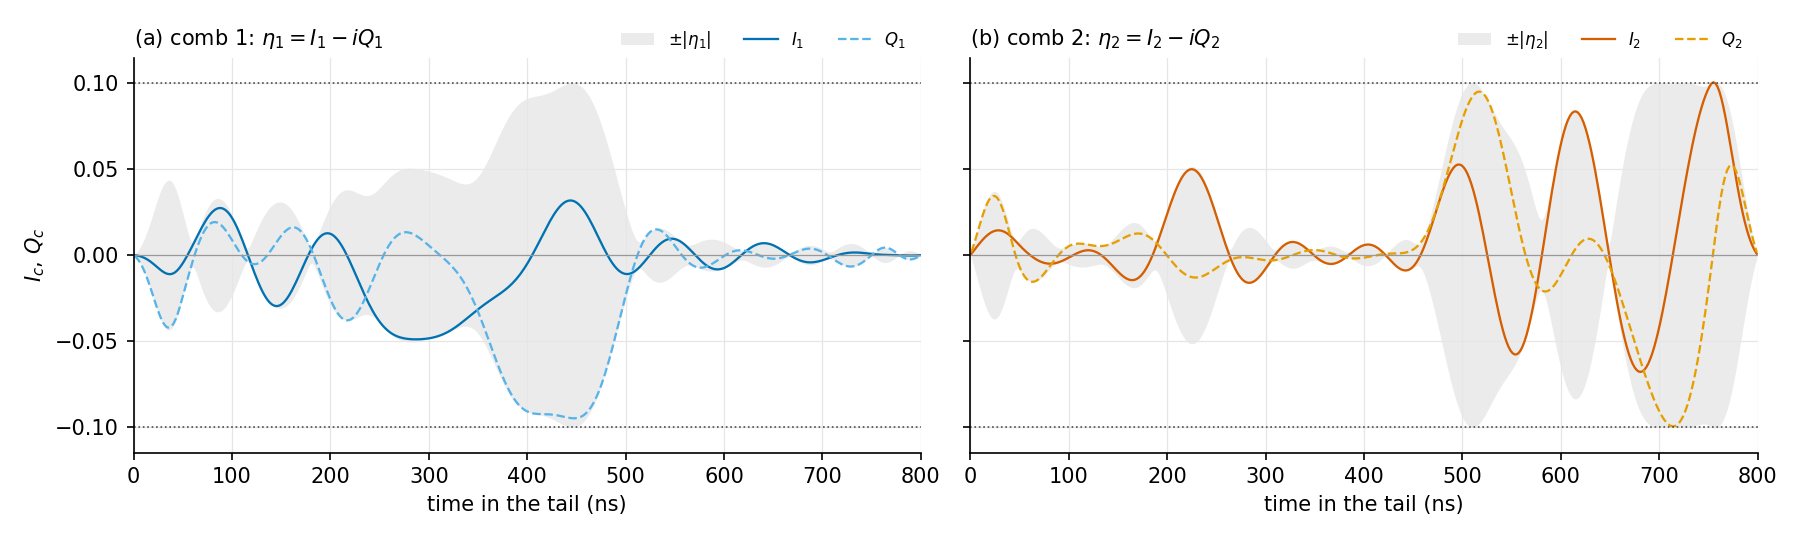 (a) comb 1: η₁ = I₁ − iQ₁
±|η₁|
I₁
Q₁
(b) comb 2: η₂ = I₂ − iQ₂
±|η₂|
I₂
Q₂
0.10
0.05
0.00
−0.05
−0.10
I_c, Q_c
0 100 200 300 400 500 600 700 800
0 100 200 300 400 500 600 700 800
time in the tail (ns)
time in the tail (ns)